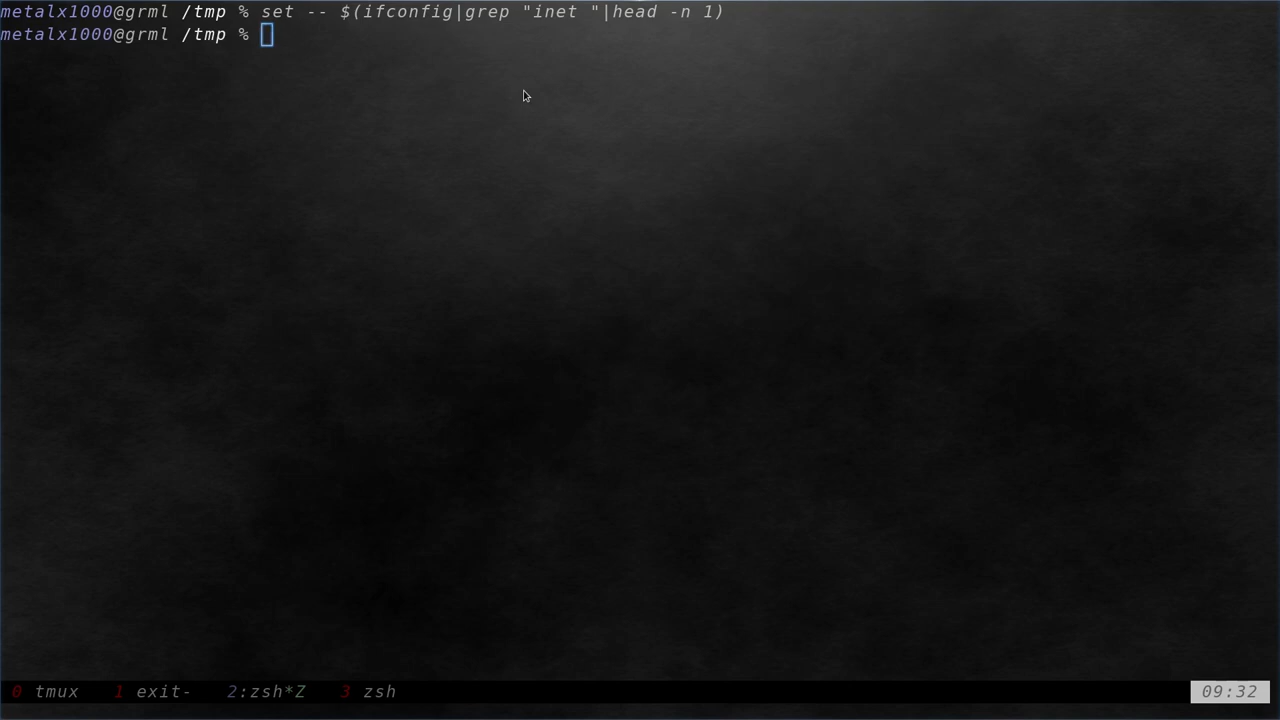 metalx1000@grml /tmp % set -- $(ifconfig|grep "inet "|head -n 1)
metalx1000@grml /tmp %
0 tmux 1 exit- 2:zsh*Z 3 zsh 09:32